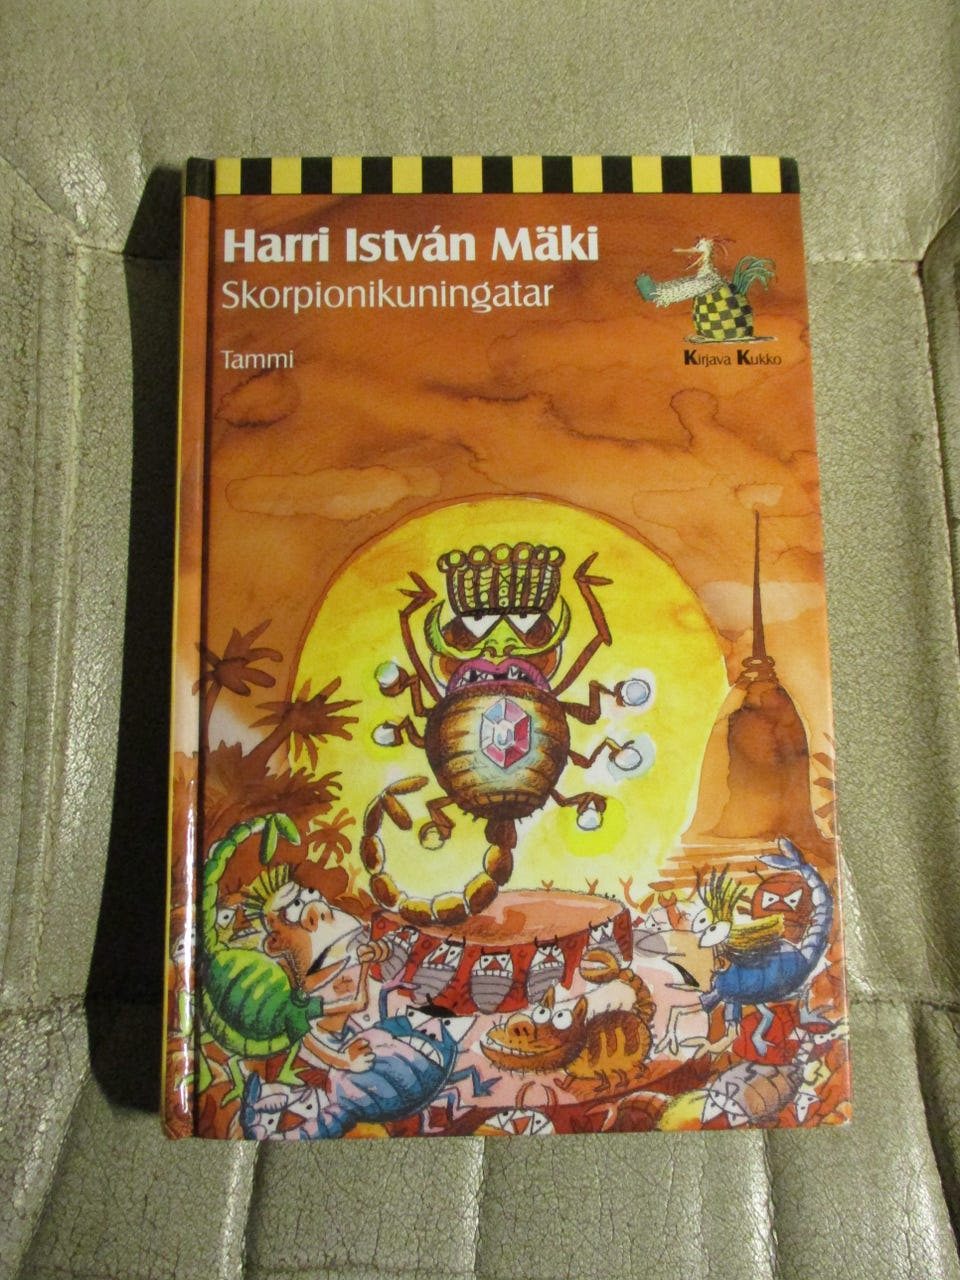 Harri István Mäki
Skorpionikuningatar
Tammi
Kirjava Kukko